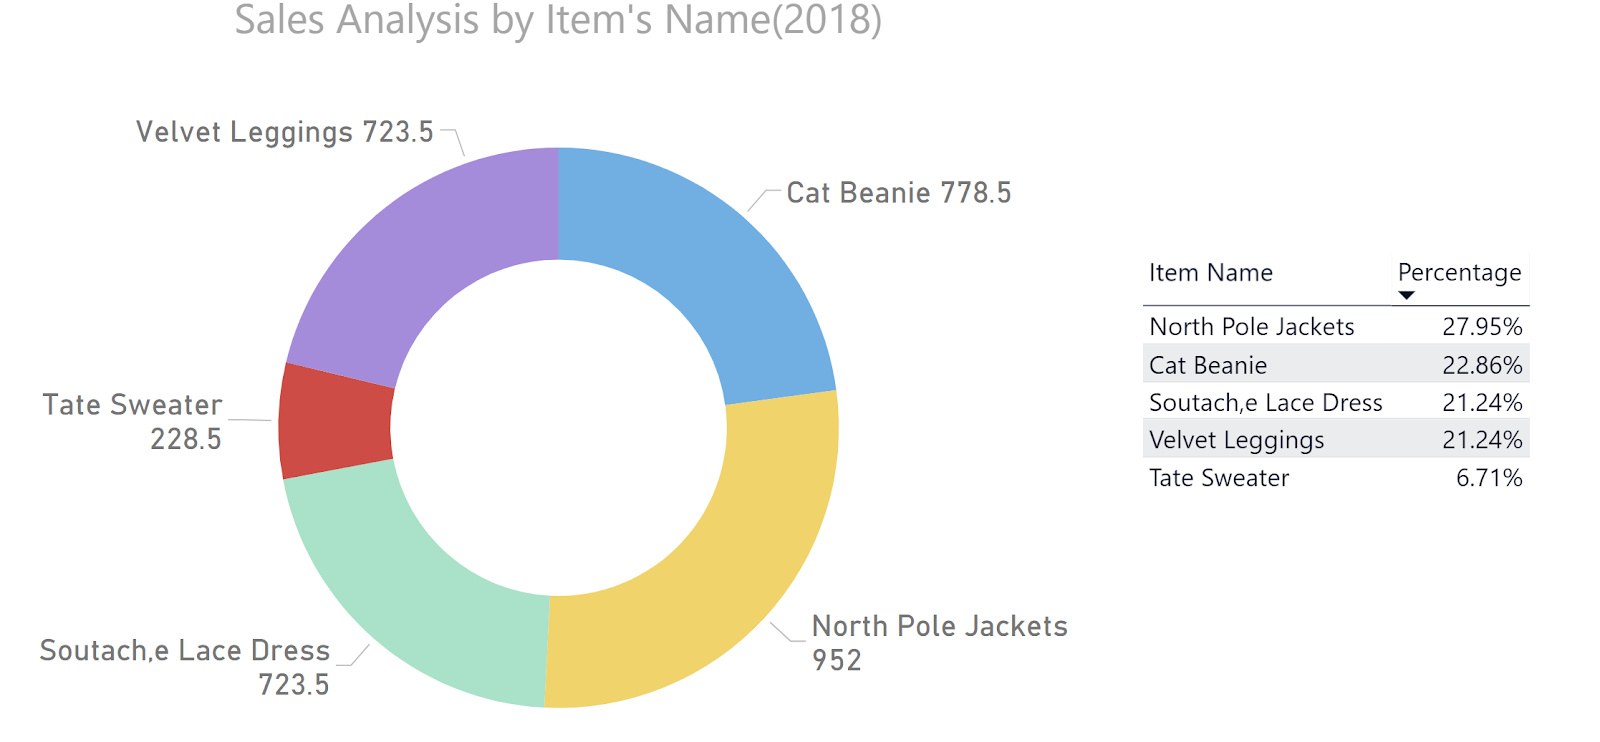 Sales Analysis by Item's Name(2018)
Velvet Leggings 723.5
Cat Beanie 778.5
Tate Sweater
228.5
Soutach,e Lace Dress
723.5
North Pole Jackets
952
Item Name Percentage
North Pole Jackets 27.95%
Cat Beanie 22.86%
Soutach,e Lace Dress 21.24%
Velvet Leggings 21.24%
Tate Sweater 6.71%